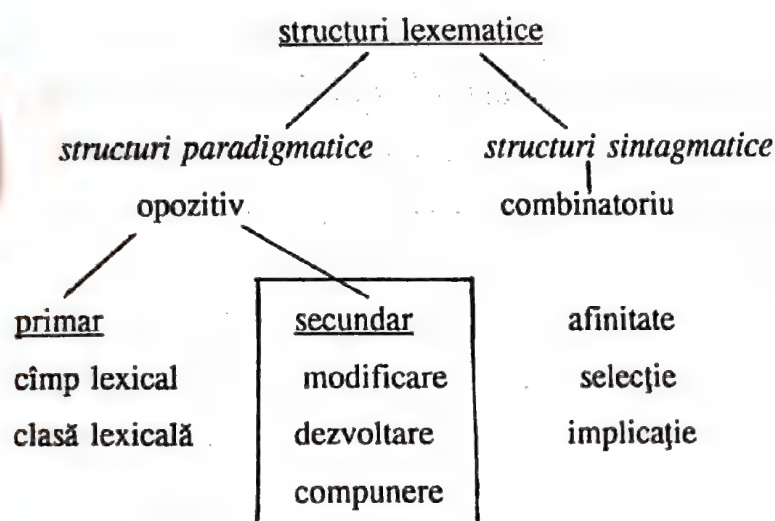 structuri lexematice
structuri paradigmatice structuri sintagmatice
opozitiv combinatoriu
primar secundar afinitate
cîmp lexical modificare selecţie
clasă lexicală dezvoltare implicaţie
compunere